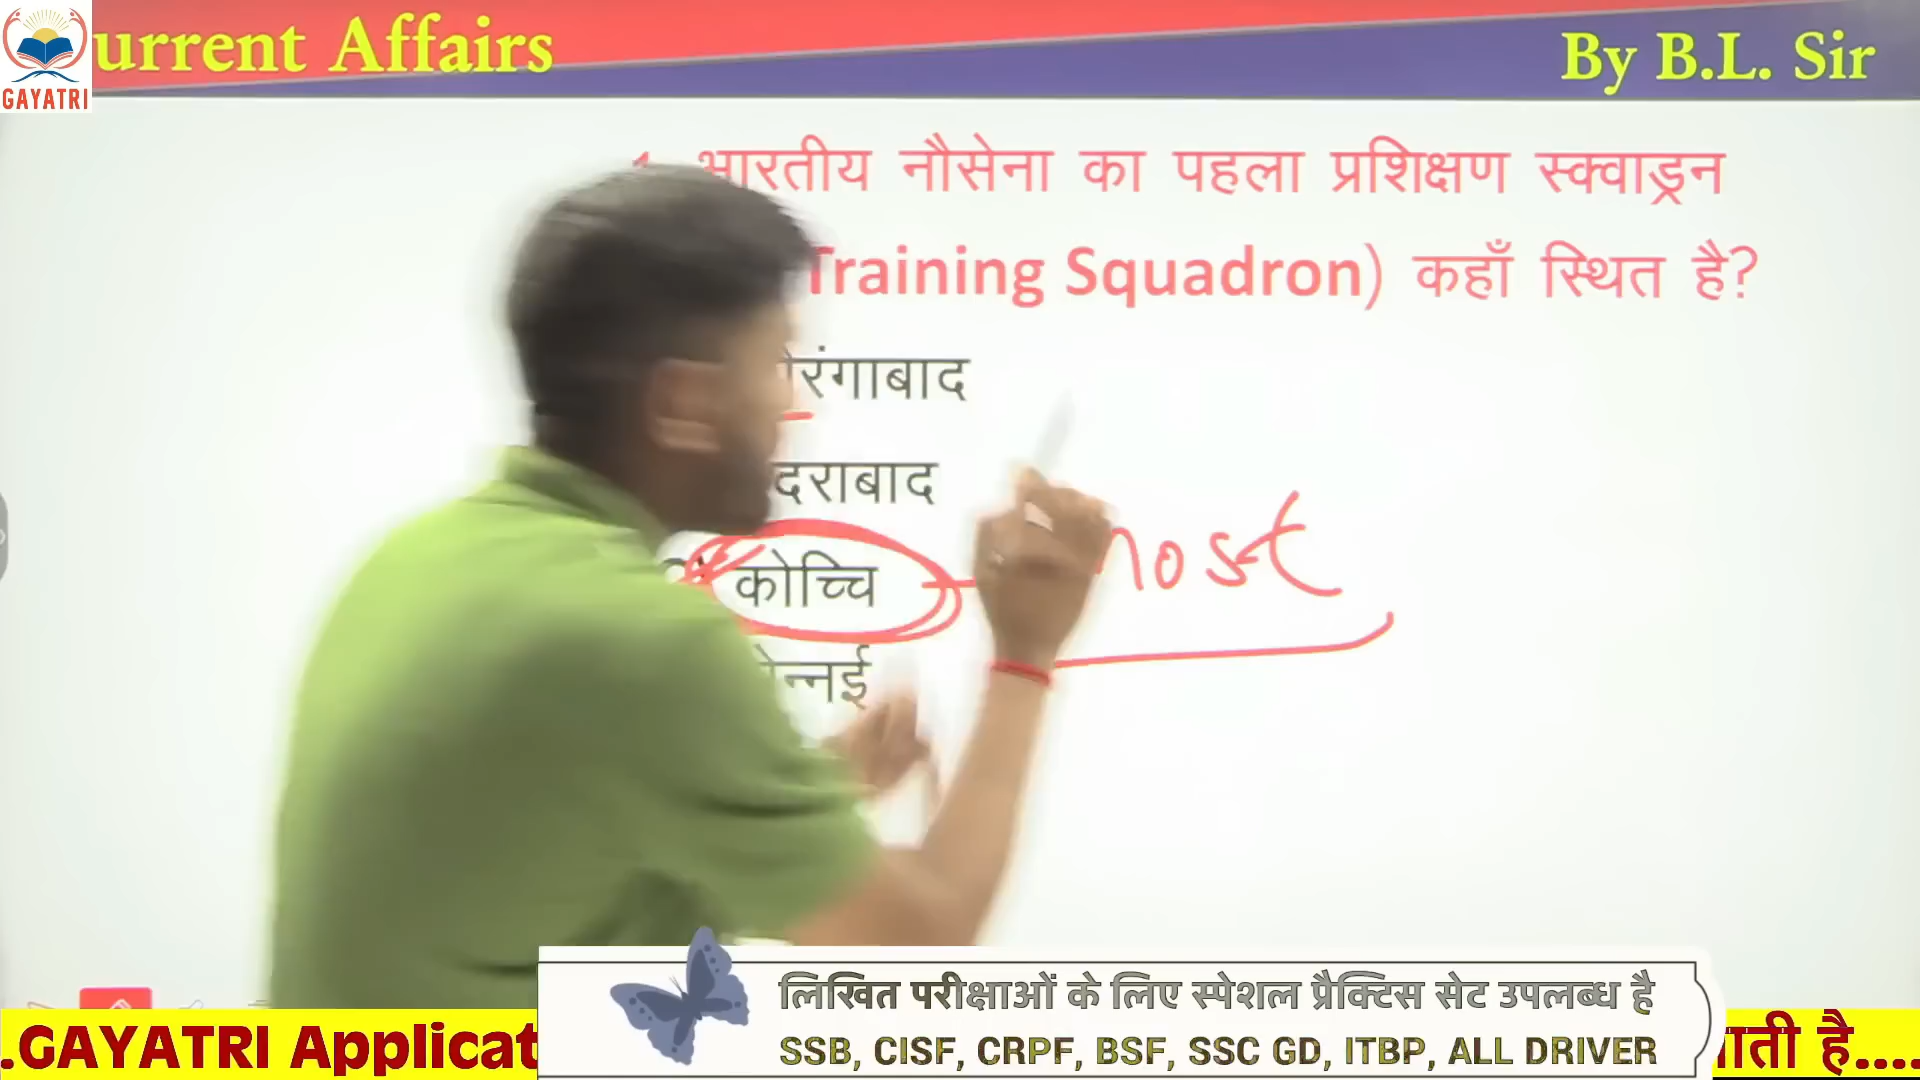 urrent Affairs
By B.L. Sir
GAYATRI
भारतीय नौसेना का पहला प्रशिक्षण स्क्वाड्रन
Training Squadron) कहाँ स्थित है?
रंगाबाद
दराबाद
कोच्चि
न्नई
लिखित परीक्षाओं के लिए स्पेशल प्रैक्टिस सेट उपलब्ध है
SSB, CISF, CRPF, BSF, SSC GD, ITBP, ALL DRIVER
.GAYATRI Applicat
ाती है....